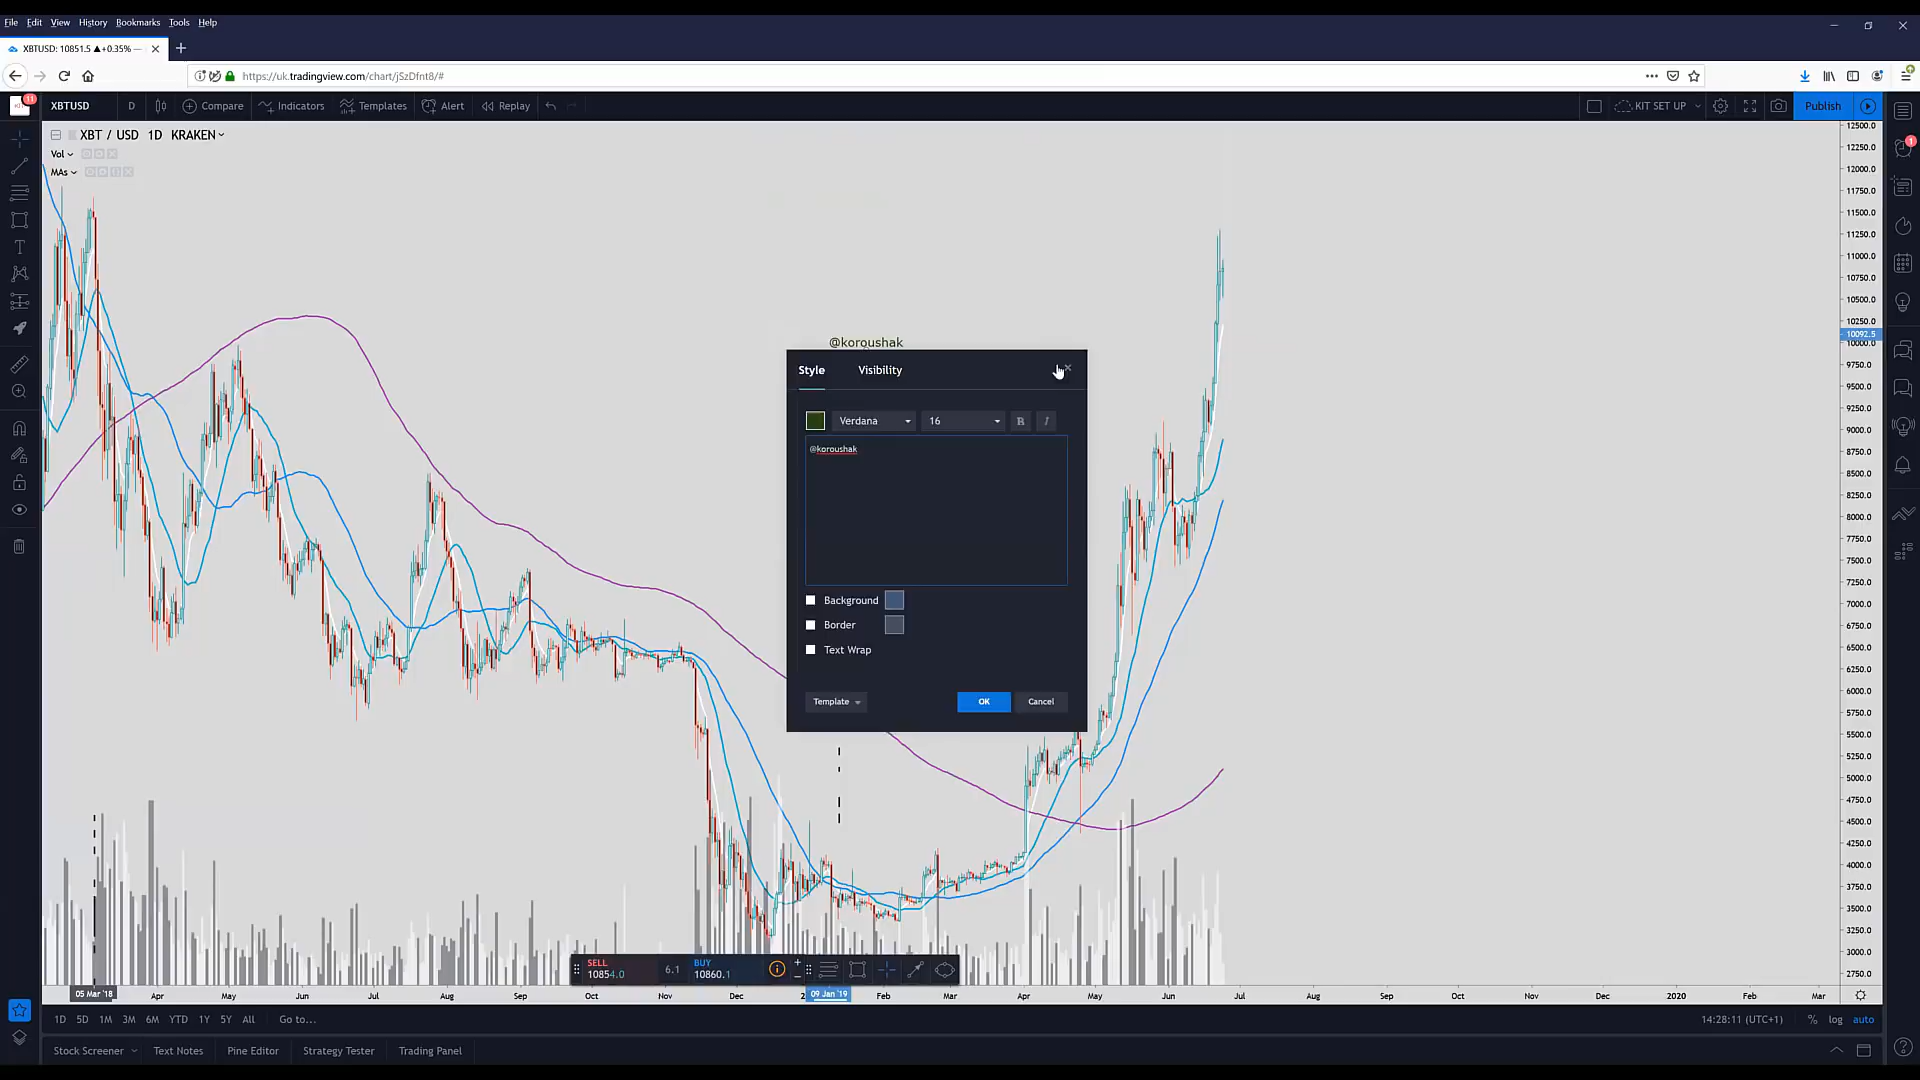 File Edit View History Bookmarks Tools Help
XBTUSD: 10851.5 ▲+0.35% —
https://uk.tradingview.com/chart/jSzDfnt8/#
11 XBTUSD D Compare Indicators Templates Alert Replay KIT SET UP Publish
XBT / USD 1D KRAKEN
Vol
MAs
12500.0
12250.0
12000.0
11750.0
11500.0
11250.0
11000.0
10750.0
10500.0
10250.0
10092.5
10000.0
9750.0
9500.0
9250.0
9000.0
8750.0
8500.0
8250.0
8000.0
7750.0
7500.0
7250.0
7000.0
6750.0
6500.0
6250.0
6000.0
5750.0
5500.0
5250.0
5000.0
4750.0
4500.0
4250.0
4000.0
3750.0
3500.0
3250.0
3000.0
2750.0
1
@koroushak
Style Visibility
Verdana 16 B I
@koroushak
Background
Border
Text Wrap
Template OK Cancel
SELL 10854.0 6.1 BUY 10860.1
05 Mar '18 Apr May Jun Jul Aug Sep Oct Nov Dec 09 Jan '19 Feb Mar Apr May Jun Jul Aug Sep Oct Nov Dec 2020 Feb Mar
1D 5D 1M 3M 6M YTD 1Y 5Y All Go to... 14:28:11 (UTC+1) % log auto
Stock Screener Text Notes Pine Editor Strategy Tester Trading Panel